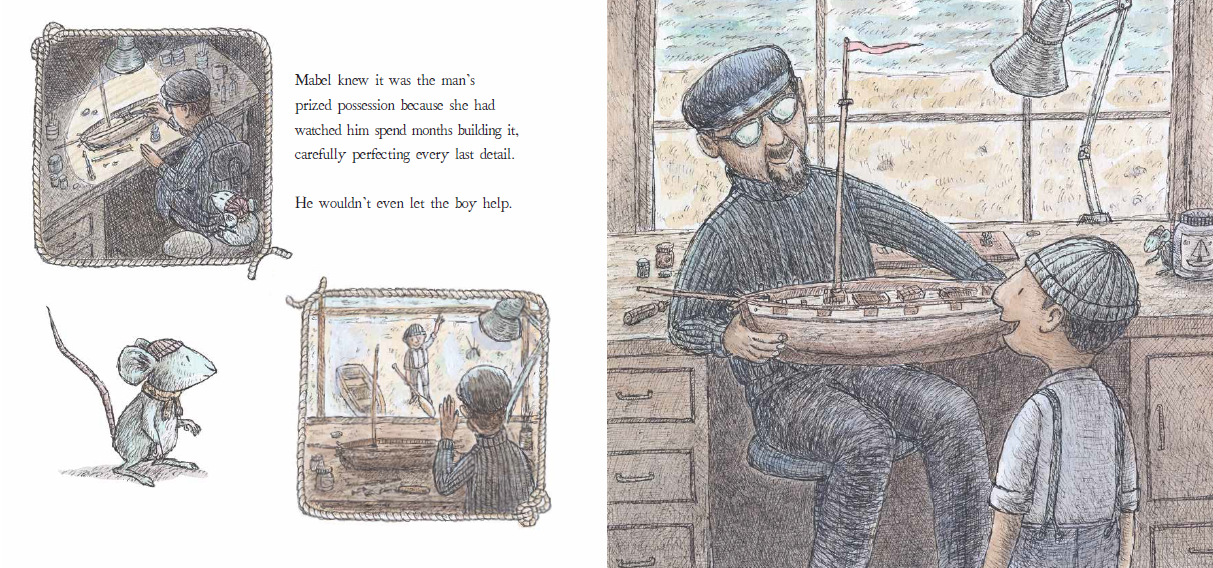 Mabel knew it was the man's
prized possession because she had
watched him spend months building it,
carefully perfecting every last detail.
He wouldn't even let the boy help.